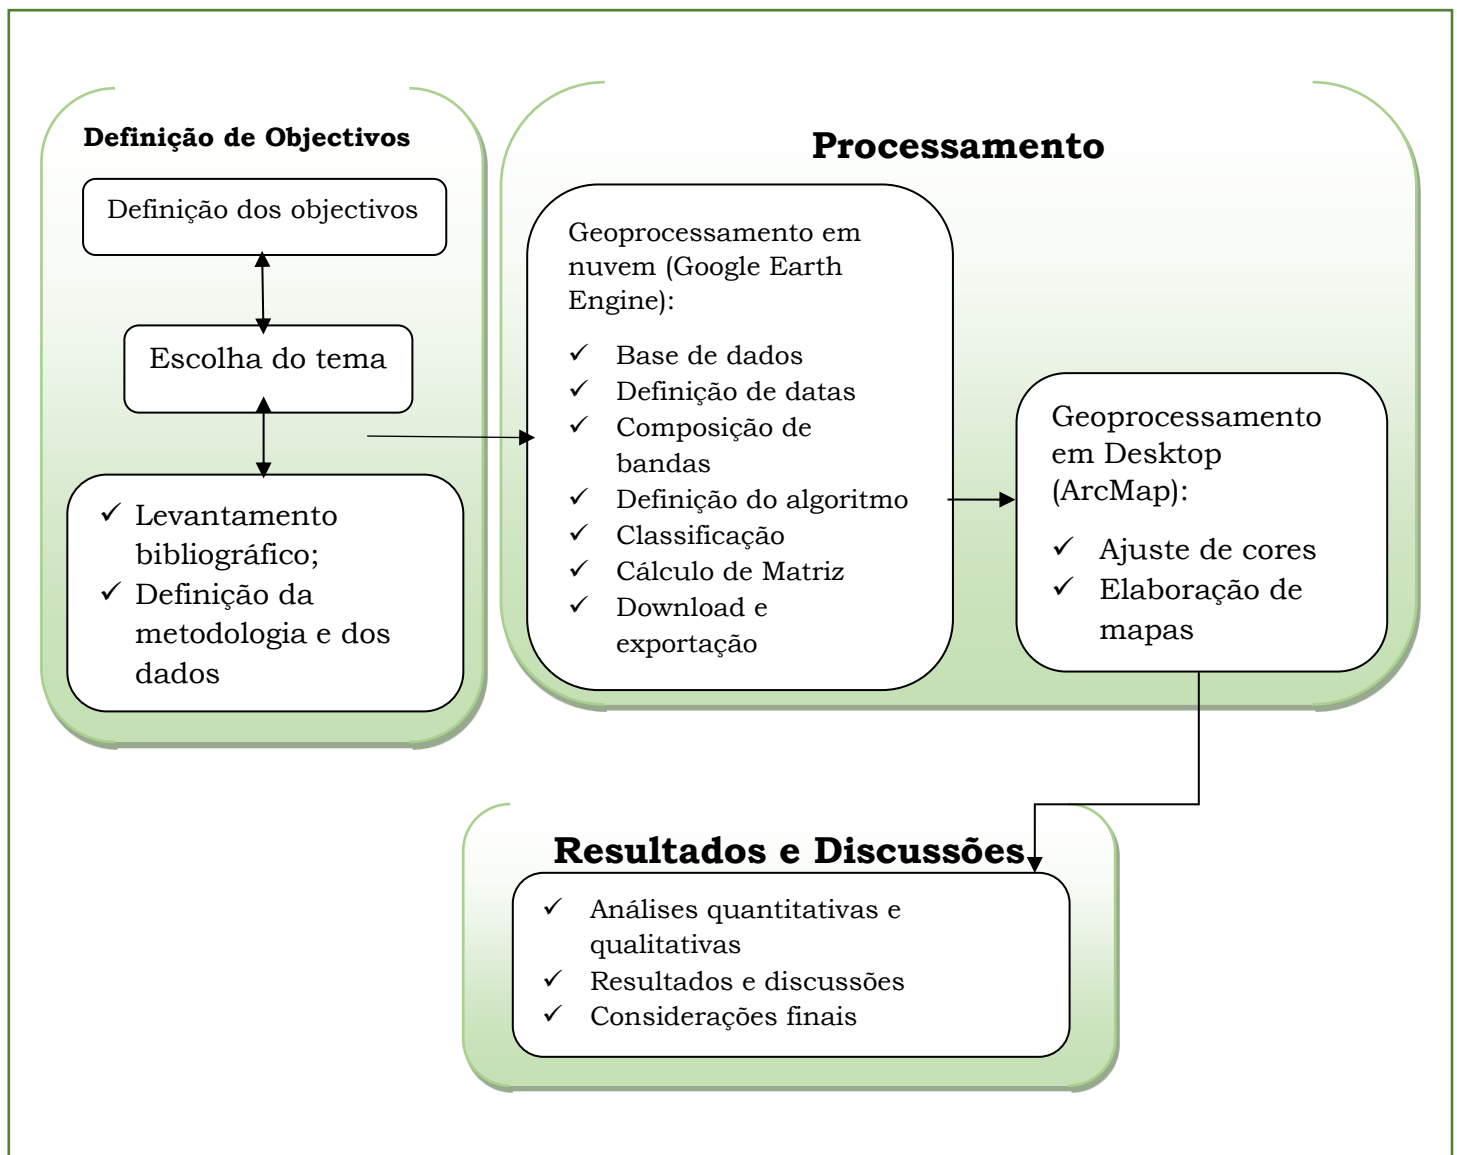 Definição de Objectivos
Definição dos objectivos
Escolha do tema
✓ Levantamento
bibliográfico;
✓ Definição da
metodologia e dos
dados
Processamento
Geoprocessamento em
nuvem (Google Earth
Engine):
✓ Base de dados
✓ Definição de datas
✓ Composição de
bandas
✓ Definição do algoritmo
✓ Classificação
✓ Cálculo de Matriz
✓ Download e
exportação
Geoprocessamento
em Desktop
(ArcMap):
✓ Ajuste de cores
✓ Elaboração de
mapas
Resultados e Discussões
✓ Análises quantitativas e
qualitativas
✓ Resultados e discussões
✓ Considerações finais